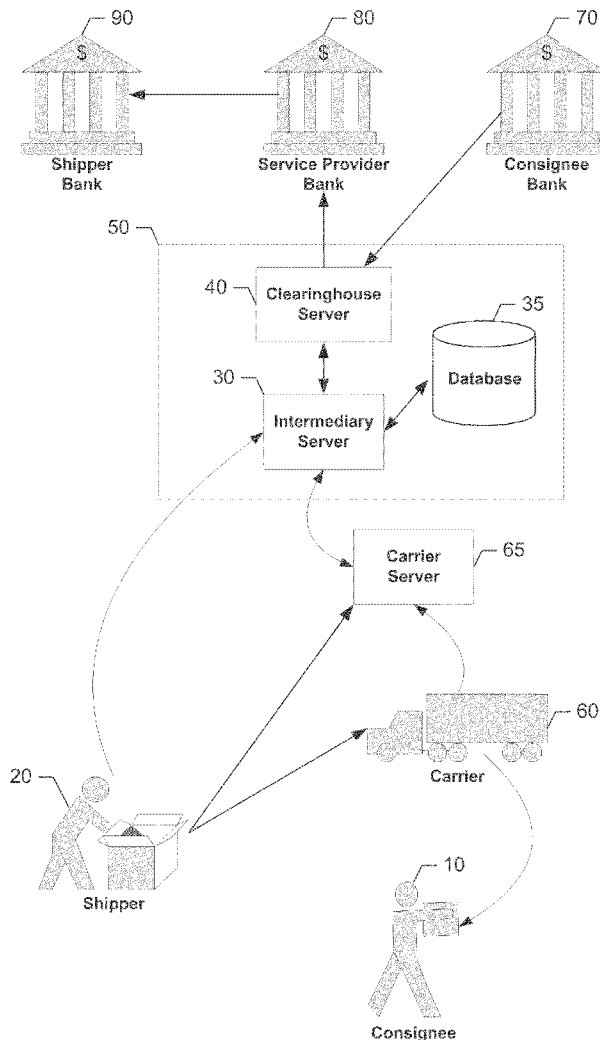 90
80
70
$
$
$
Shipper
Bank
Service Provider
Bank
Consignee
Bank
50
40
Clearinghouse
Server
35
Database
30
Intermediary
Server
Carrier
Server
65
60
Carrier
20
Shipper
10
Consignee